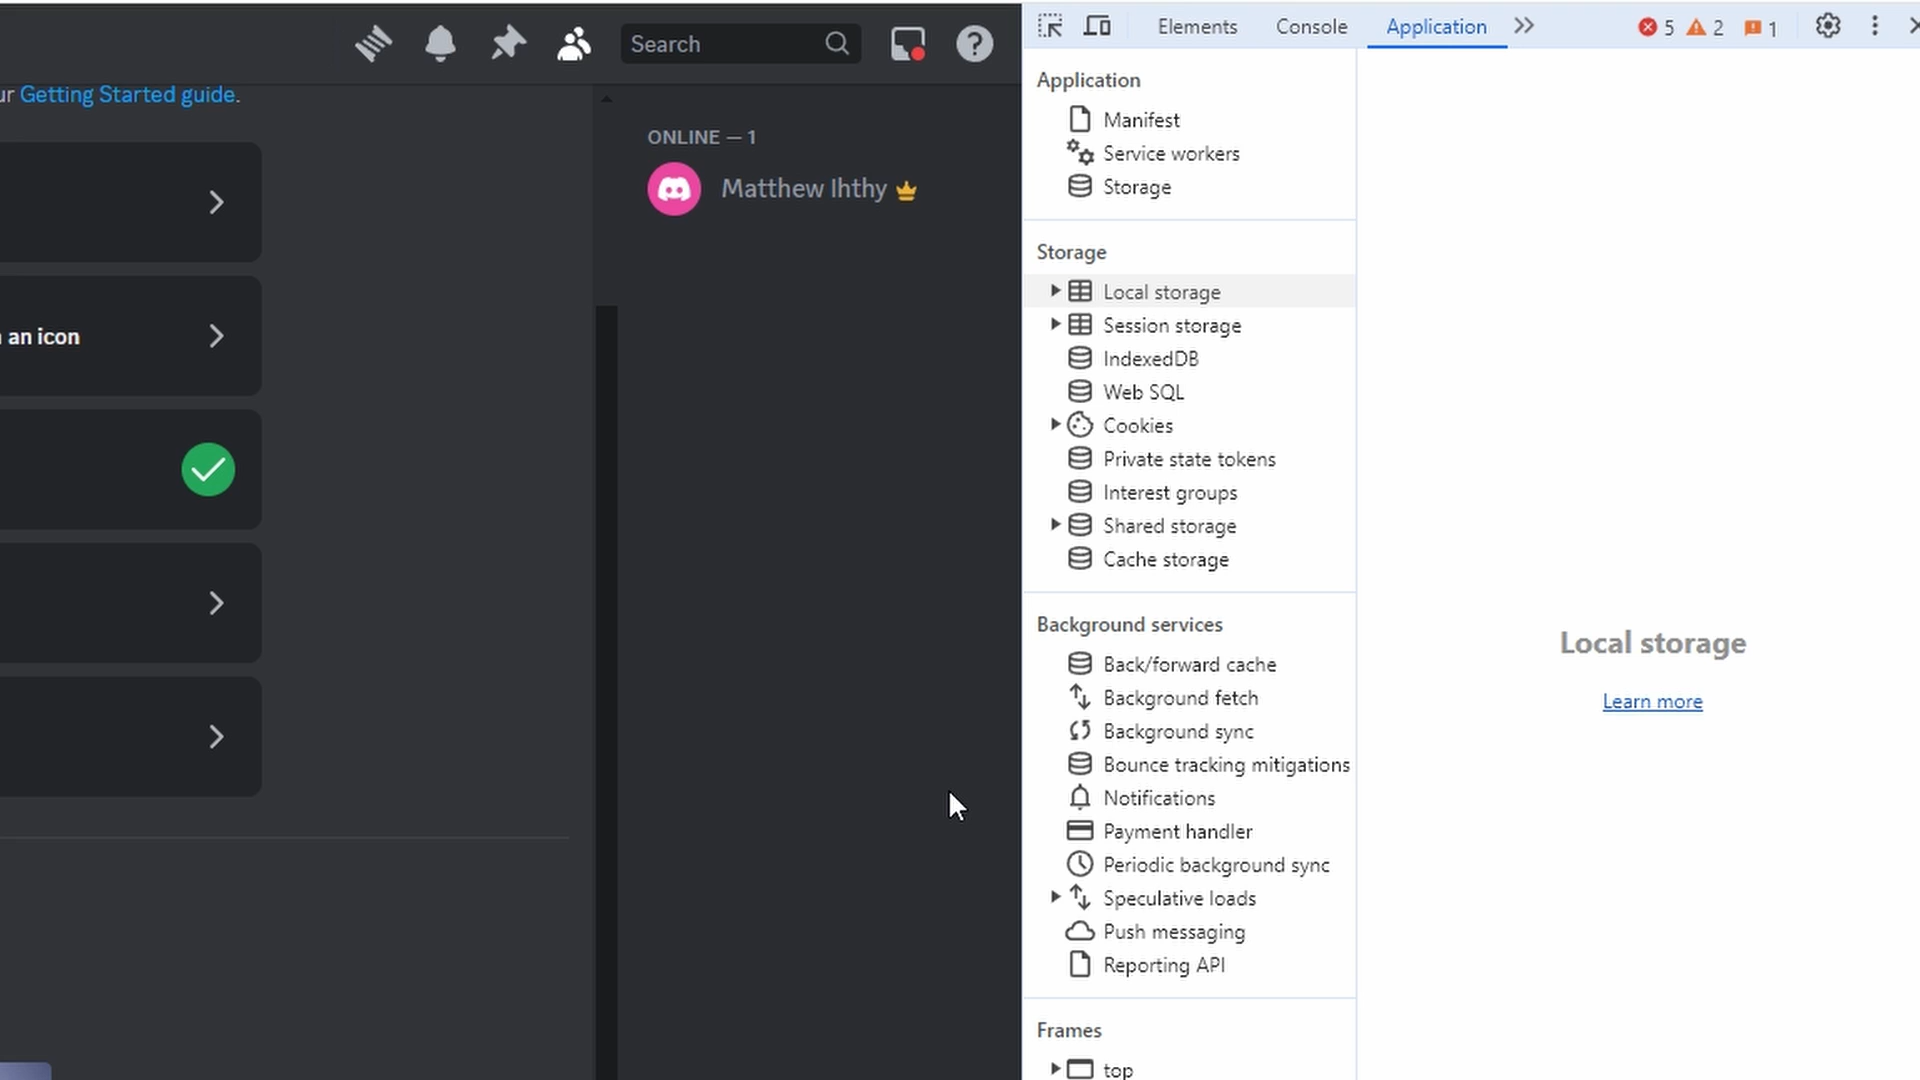 Search
Elements
Console
Application
5
2
1
ur Getting Started guide.
ONLINE — 1
Matthew Ihthy
an icon
Application
Manifest
Service workers
Storage
Storage
Local storage
Session storage
IndexedDB
Web SQL
Cookies
Private state tokens
Interest groups
Shared storage
Cache storage
Background services
Back/forward cache
Background fetch
Background sync
Bounce tracking mitigations
Notifications
Payment handler
Periodic background sync
Speculative loads
Push messaging
Reporting API
Frames
top
Local storage
Learn more